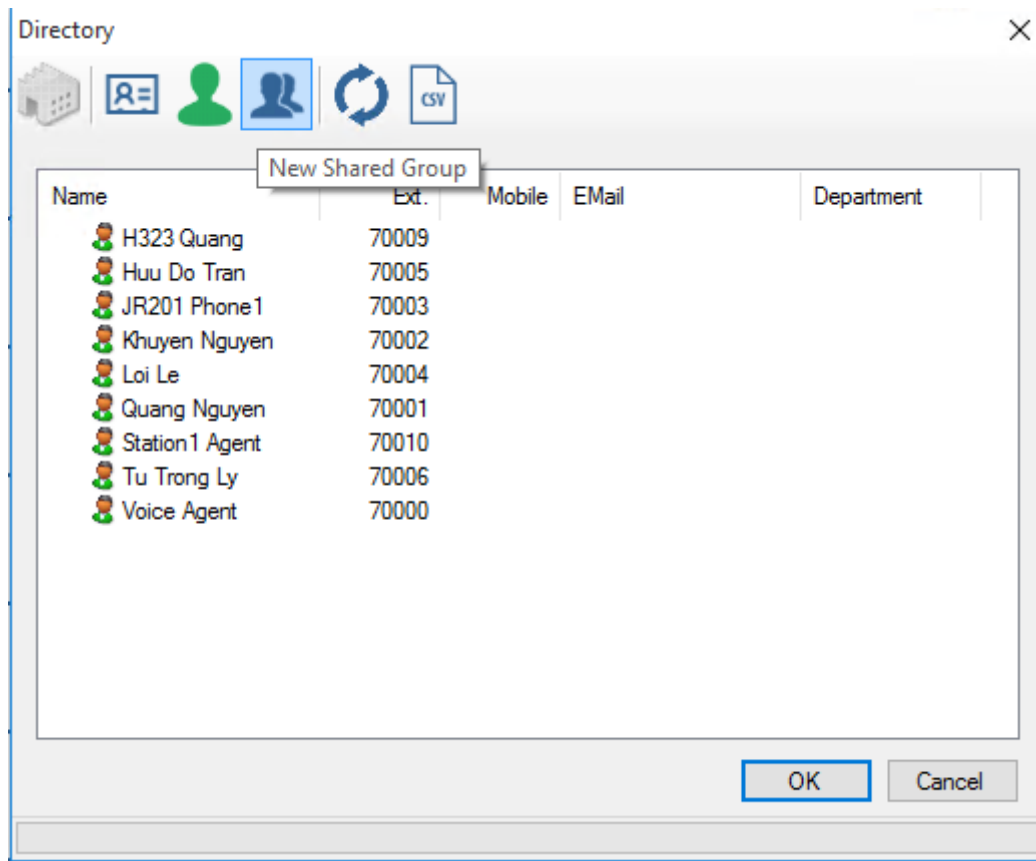 Directory
CSV
New Shared Group
Name Ext. Mobile EMail Department
H323 Quang 70009
Huu Do Tran 70005
JR201 Phone1 70003
Khuyen Nguyen 70002
Loi Le 70004
Quang Nguyen 70001
Station1 Agent 70010
Tu Trong Ly 70006
Voice Agent 70000
OK Cancel